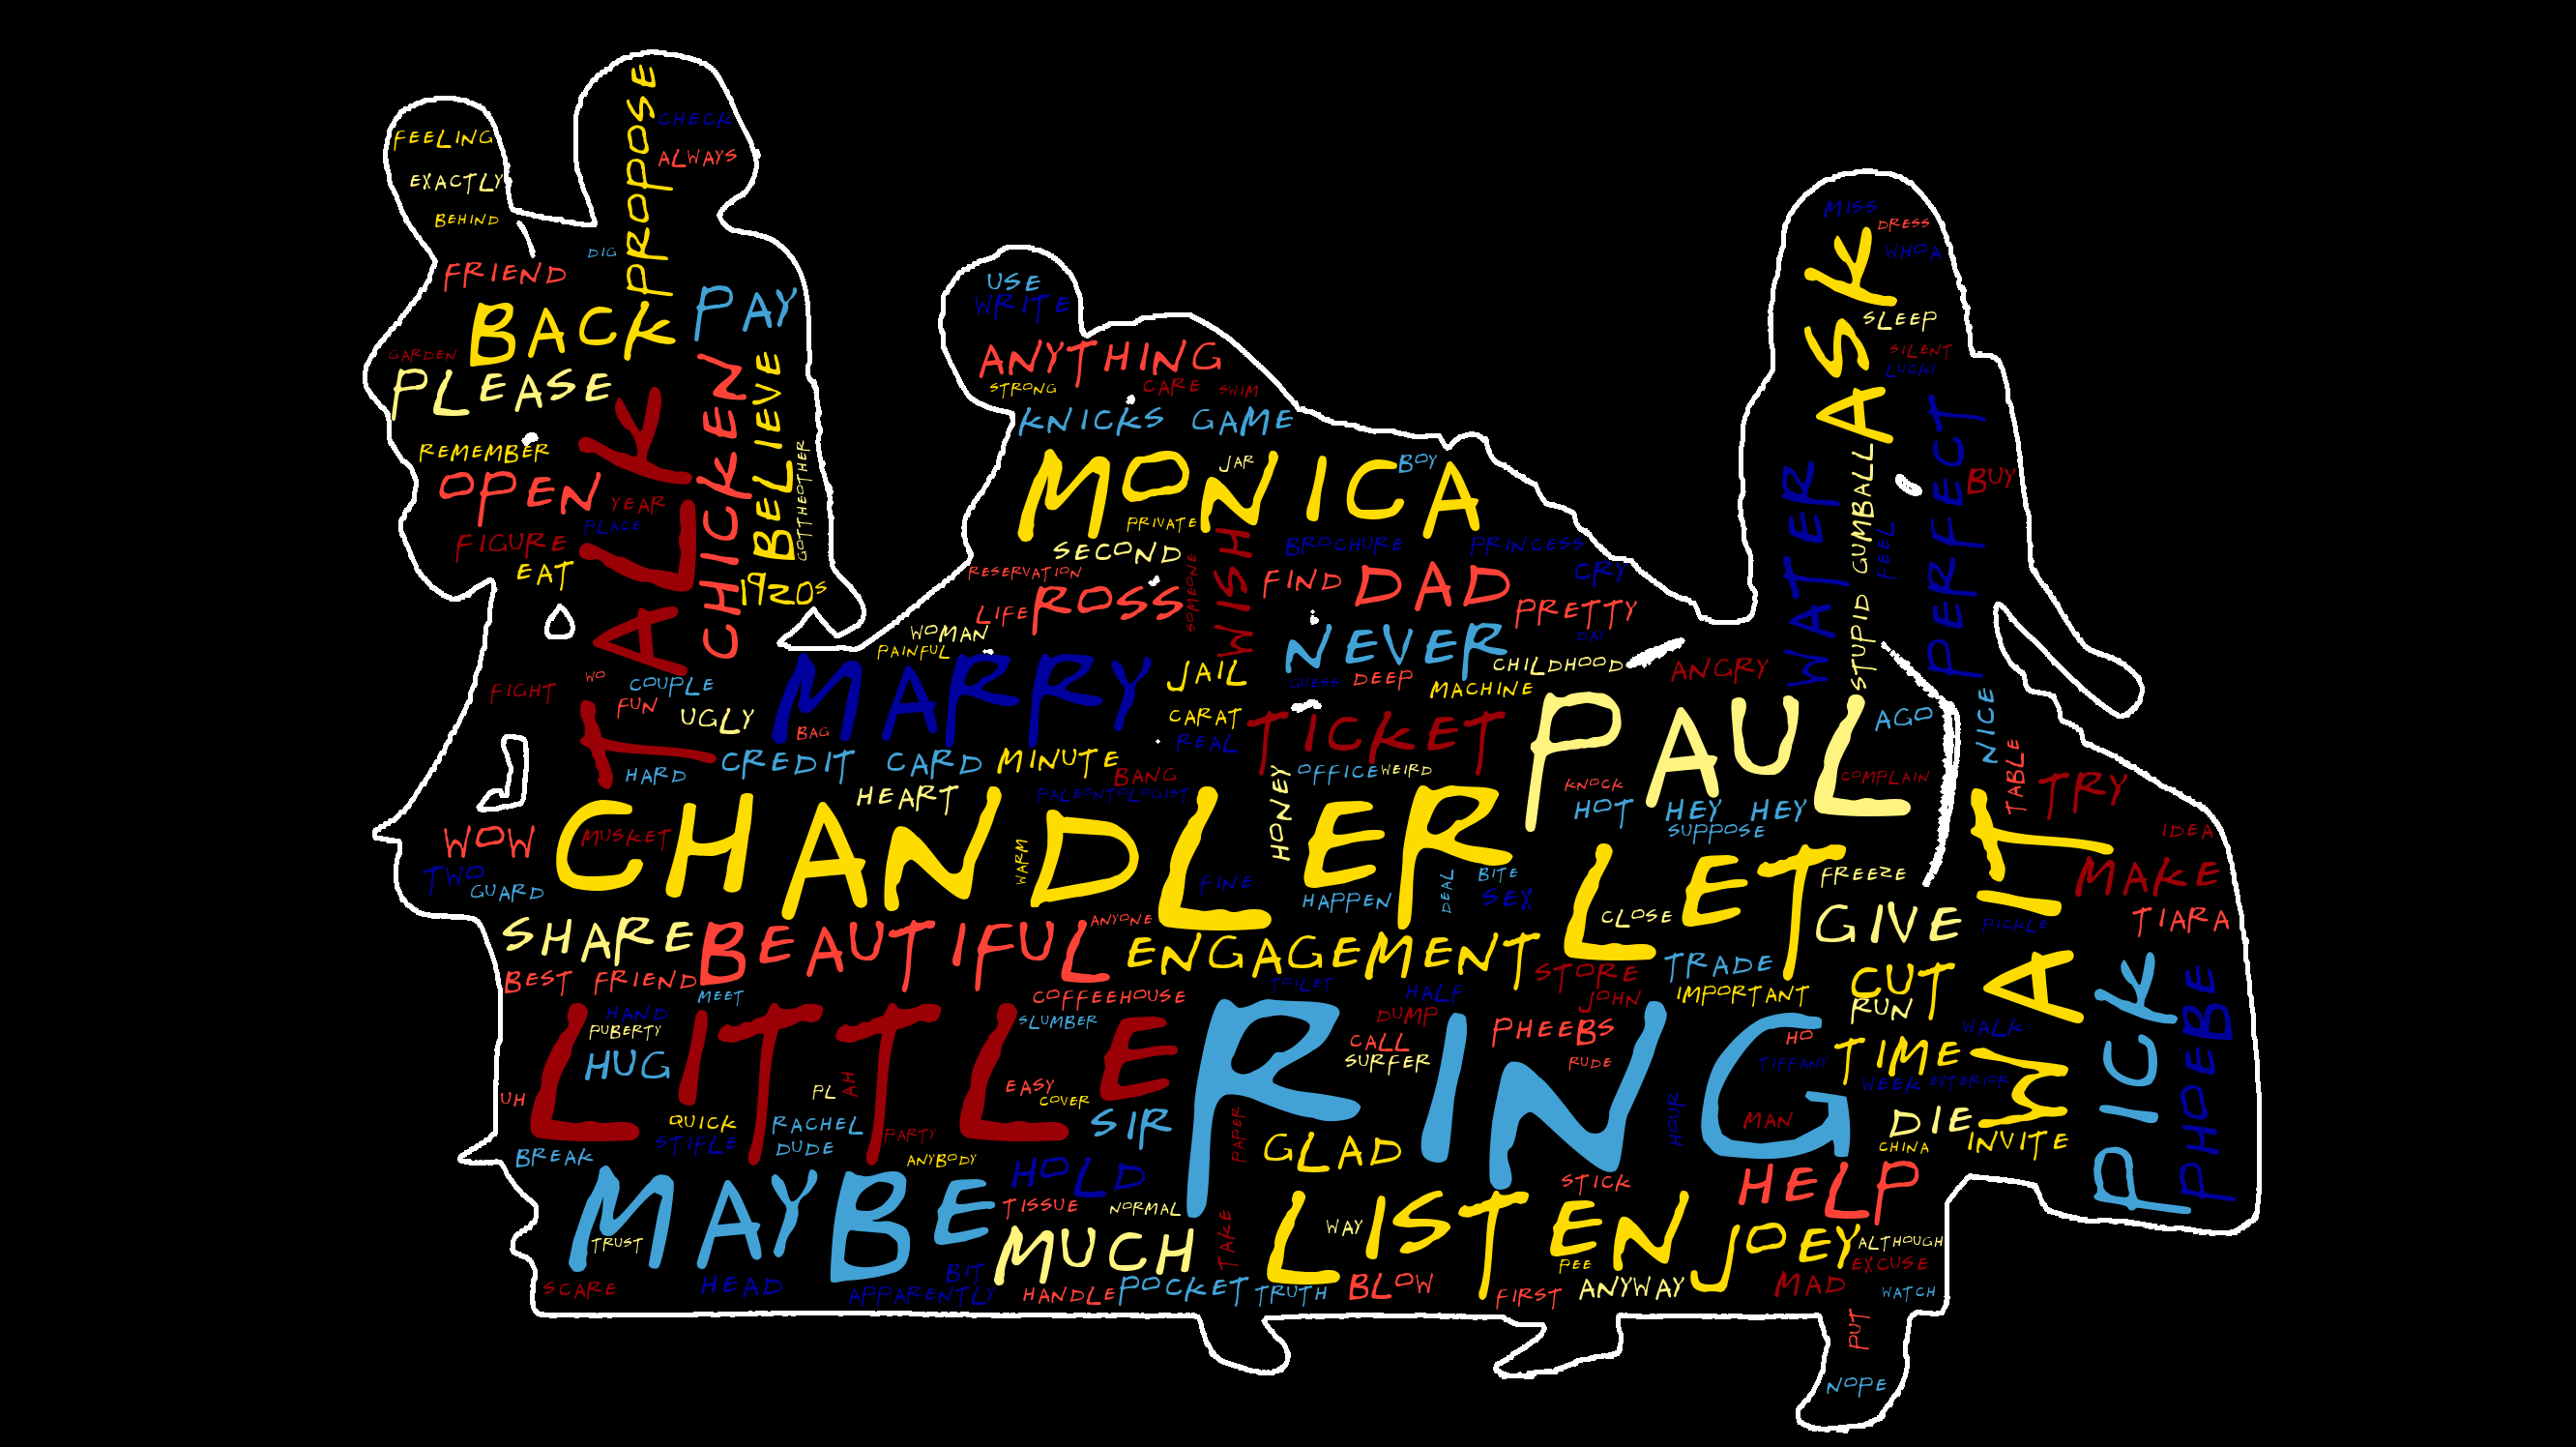 PROPOSE
CHECK
ALWAYS
FEELING
EXACTLY
BEHIND
DIG
FRIEND
BACK
PAY
GARDEN
PLEASE
CHICKEN
BELIEVE
GOTTHEOTHER
TALK
REMEMBER
OPEN
YEAR
PLACE
FIGURE
EAT
1920s
USE
WRITE
ANYTHING
STRONG
CARE
SWIM
KNICKS GAME
MONICA
JAR
BOY
PRIVATE
SECOND
WISH
SOMEONE
BROCHURE
PRINCESS
RESERVATION
FIND
DAD
CRY
LIFE
ROSS
PRETTY
DAY
WOMAN
PAINFUL
NEVER
CHILDHOOD
MISS
DRESS
WHOA
ASK
SLEEP
SILENT
LUCKY
PERFECT
WATER
STUPID GUMBALL
FEEL
BUY
ANGRY
FIGHT
WO
COUPLE
FUN
UGLY
BAG
MARRY
JAIL
GUESS
DEEP
MACHINE
CARAT
REAL
TICKET
PAUL
AGO
NICE
TABLE
TRY
HARD
CREDIT CARD
MINUTE
BANG
HONEY
OFFICE
WEIRD
KNOCK
COMPLAIN
HEART
PALEONTOLOGIST
HOT
HEY HEY
SUPPOSE
IDEA
WOW
MUSKET
CHANDLER
WARM
FINE
HAPPEN
DEAL
BITE
SEX
LET
FREEZE
WAIT
MAKE
TWO
GUARD
CLOSE
GIVE
PICKLE
TIARA
SHARE
BEAUTIFUL
ANYONE
ENGAGEMENT
STORE
TRADE
CUT
PICK
PHOEBE
BEST FRIEND
MEET
COFFEEHOUSE
TOILET
HALF
JOHN
IMPORTANT
RUN
HAND
PUBERTY
LITTLE
SLUMBER
RING
DUMP
CALL
SURFER
PHEEBS
RUDE
HO
TIFFANY
TIME
WALK
HUG
PL
AH
EASY
COVER
WEEK
EXTERIOR
UH
QUICK
STIFLE
RACHEL
DUDE
PARTY
SIR
PAPER
HOUR
MAN
DIE
CHINA
INVITE
BREAK
ANYBODY
HOLD
GLAD
MAYBE
TRUST
TISSUE
NORMAL
STICK
HELP
MUCH
TAKE
WAY
LISTEN
PEE
JOEY
ALTHOUGH
EXCUSE
SCARE
HEAD
BIT
APPARENTLY
HANDLE
POCKET
TRUTH
BLOW
FIRST
ANYWAY
MAD
WATCH
PUT
NOPE